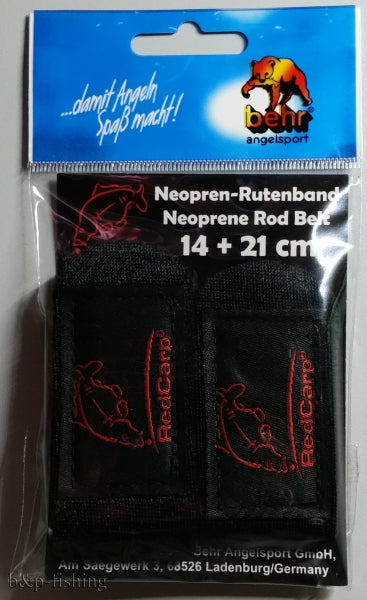 ...damit Angeln
Spaß macht!
behr
angelsport
Neopren-Rutenband
Neoprene Rod Belt
14 + 21 cm
RedCarp
RedCarp
Behr Angelsport GmbH,
Am Saegewerk 3, 68526 Ladenburg/Germany
b&p-fishing